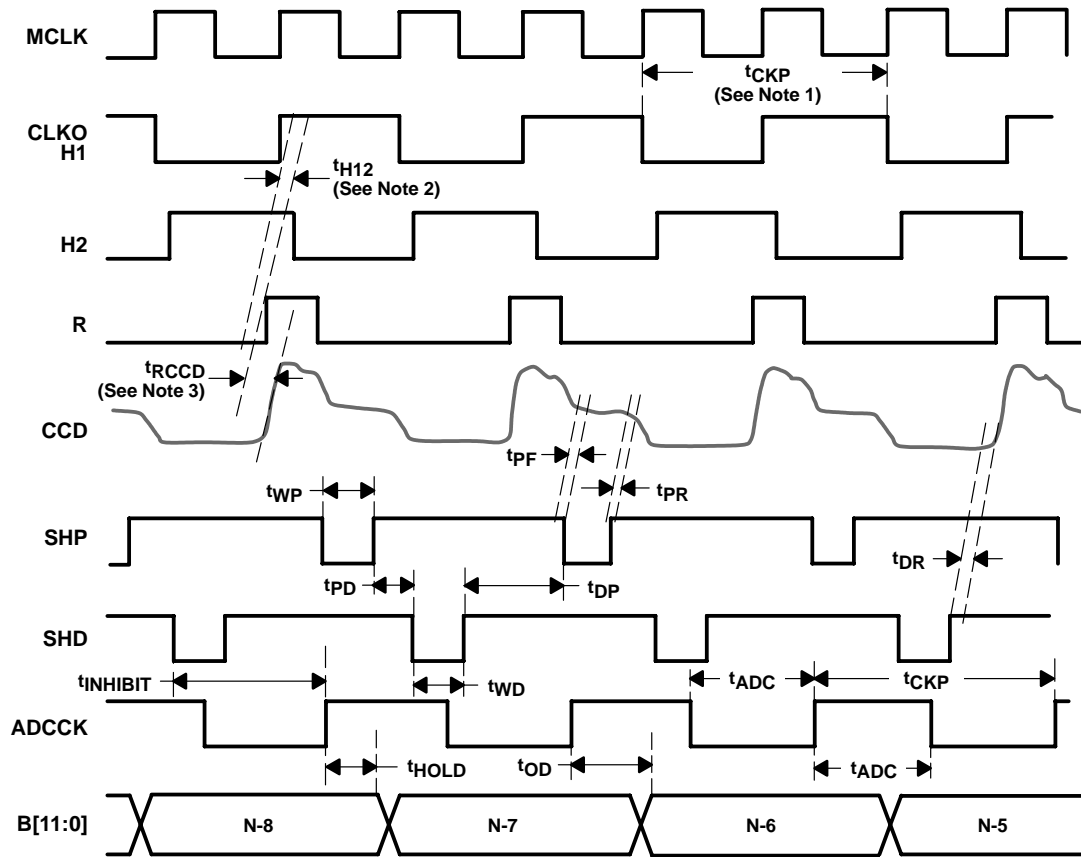 MCLK
tCKP
(See Note 1)
CLKO
H1
tH12
(See Note 2)
H2
R
tRCCD
(See Note 3)
CCD
tPF
tPR
tWP
SHP
tDR
tPD
tDP
SHD
tINHIBIT
tWD
tADC
tCKP
ADCCK
tHOLD
tOD
tADC
B[11:0]
N-8
N-7
N-6
N-5